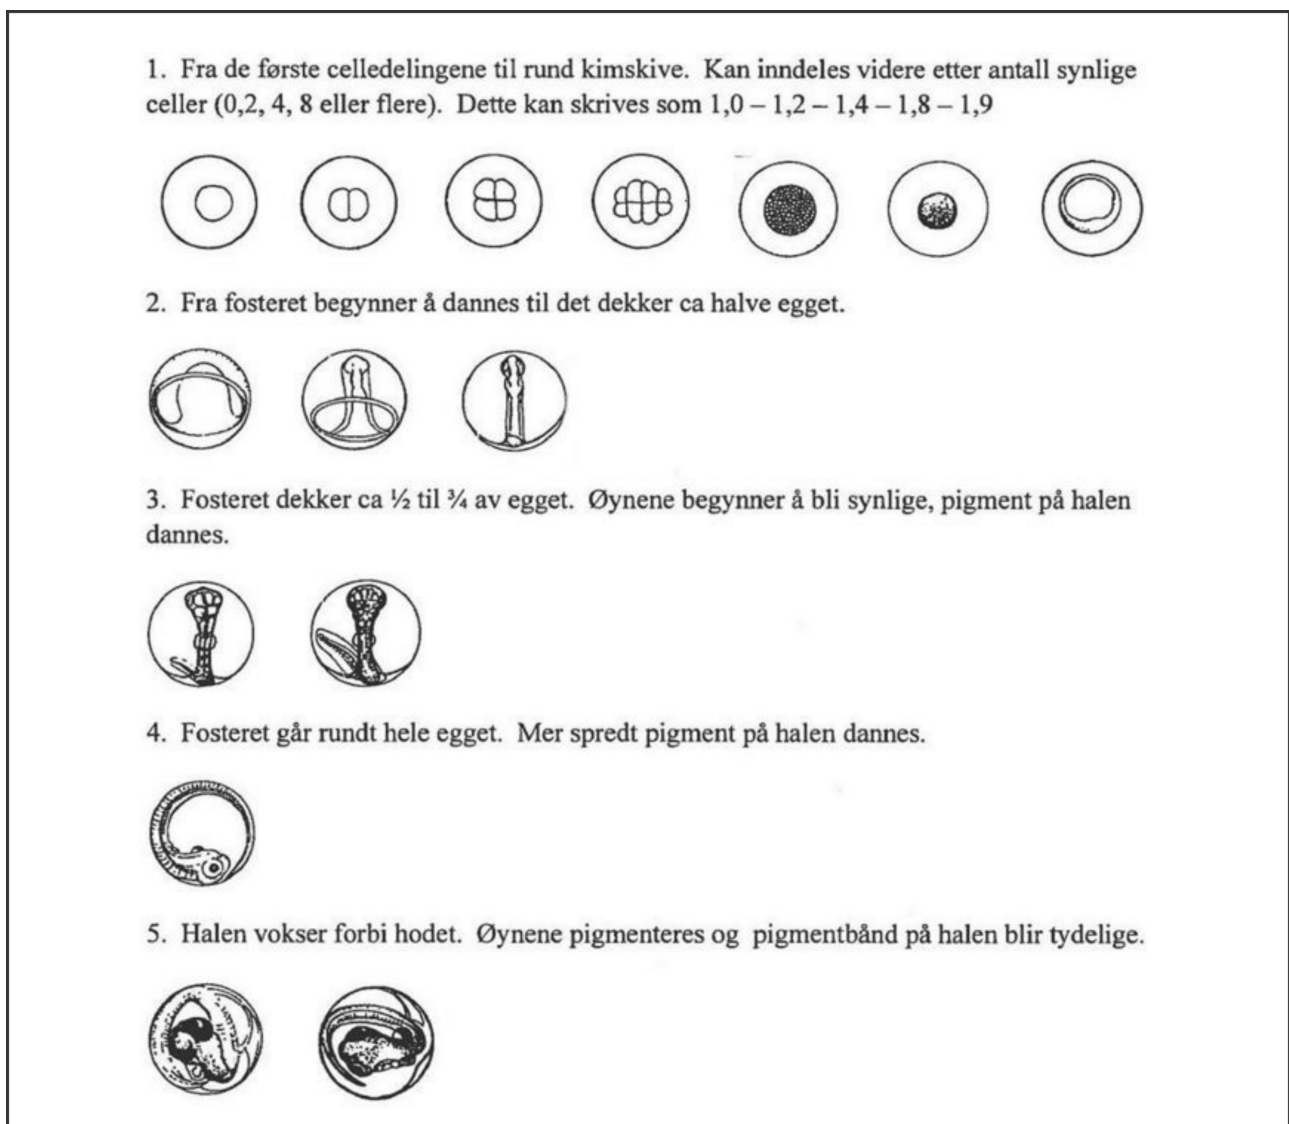 1. Fra de første celledelingene til rund kimskive. Kan inndeles videre etter antall synlige
celler (0,2, 4, 8 eller flere). Dette kan skrives som 1,0 – 1,2 – 1,4 – 1,8 – 1,9
2. Fra fosteret begynner å dannes til det dekker ca halve egget.
3. Fosteret dekker ca ½ til ¾ av egget. Øynene begynner å bli synlige, pigment på halen
dannes.
4. Fosteret går rundt hele egget. Mer spredt pigment på halen dannes.
5. Halen vokser forbi hodet. Øynene pigmenteres og pigmentbånd på halen blir tydelige.